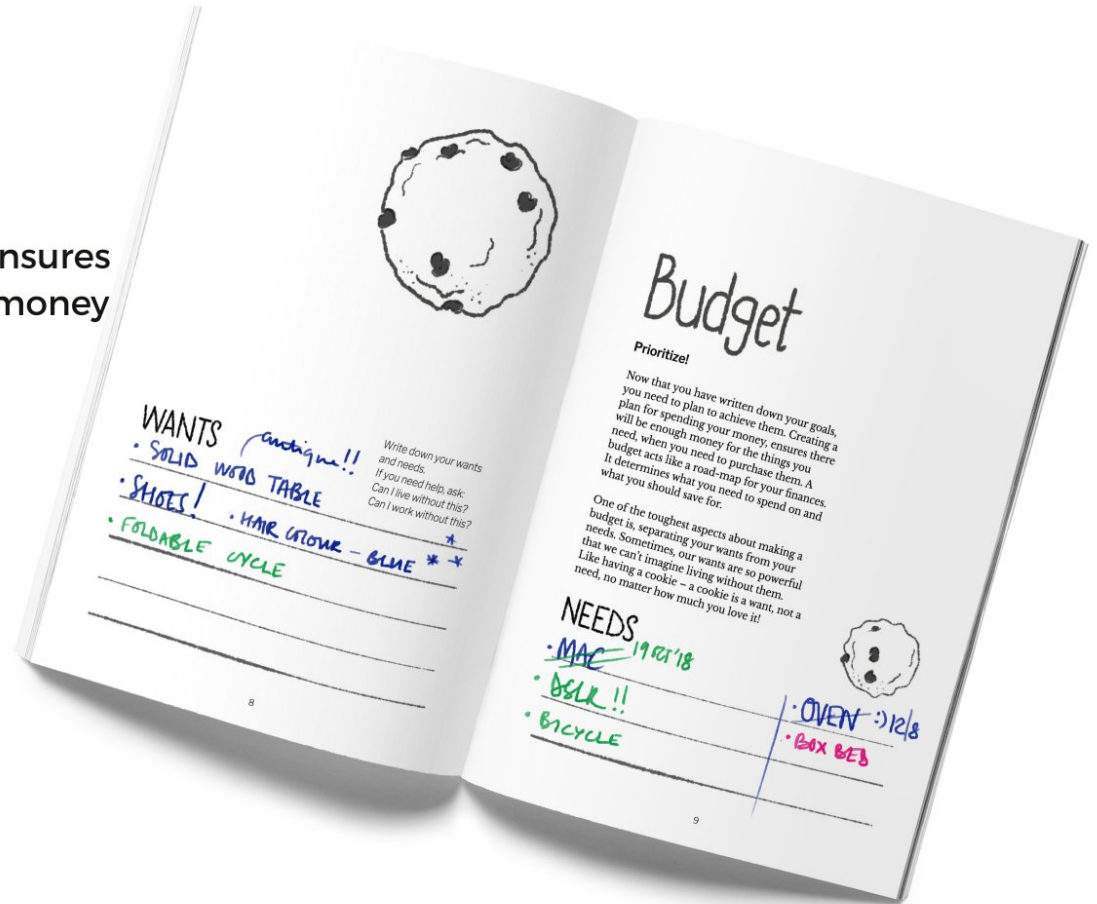 nsures
money
WANTS
antique!!
• SOLID WOOD TABLE
• SHOES! • HAIR COLOUR - BLUE * * *
• FOLDABLE CYCLE
Write down your wants
and needs.
If you need help, ask:
Can I live without this?
Can I work without this?
8
Budget
Prioritize!
Now that you have written down your goals,
you need to plan to achieve them. Creating a
plan for spending your money, ensures there
will be enough money for the things you
need, when you need to purchase them. A
budget acts like a road-map for your finances.
It determines what you need to spend on and
what you should save for.
One of the toughest aspects about making a
budget is, separating your wants from your
needs. Sometimes, our wants are so powerful
that we can't imagine living without them.
Like having a cookie – a cookie is a want, not a
need, no matter how much you love it!
NEEDS
• MAC 19 OCT'18
• DSLR !!
• BICYCLE
• OVEN :) 12/8
• BOX BED
9